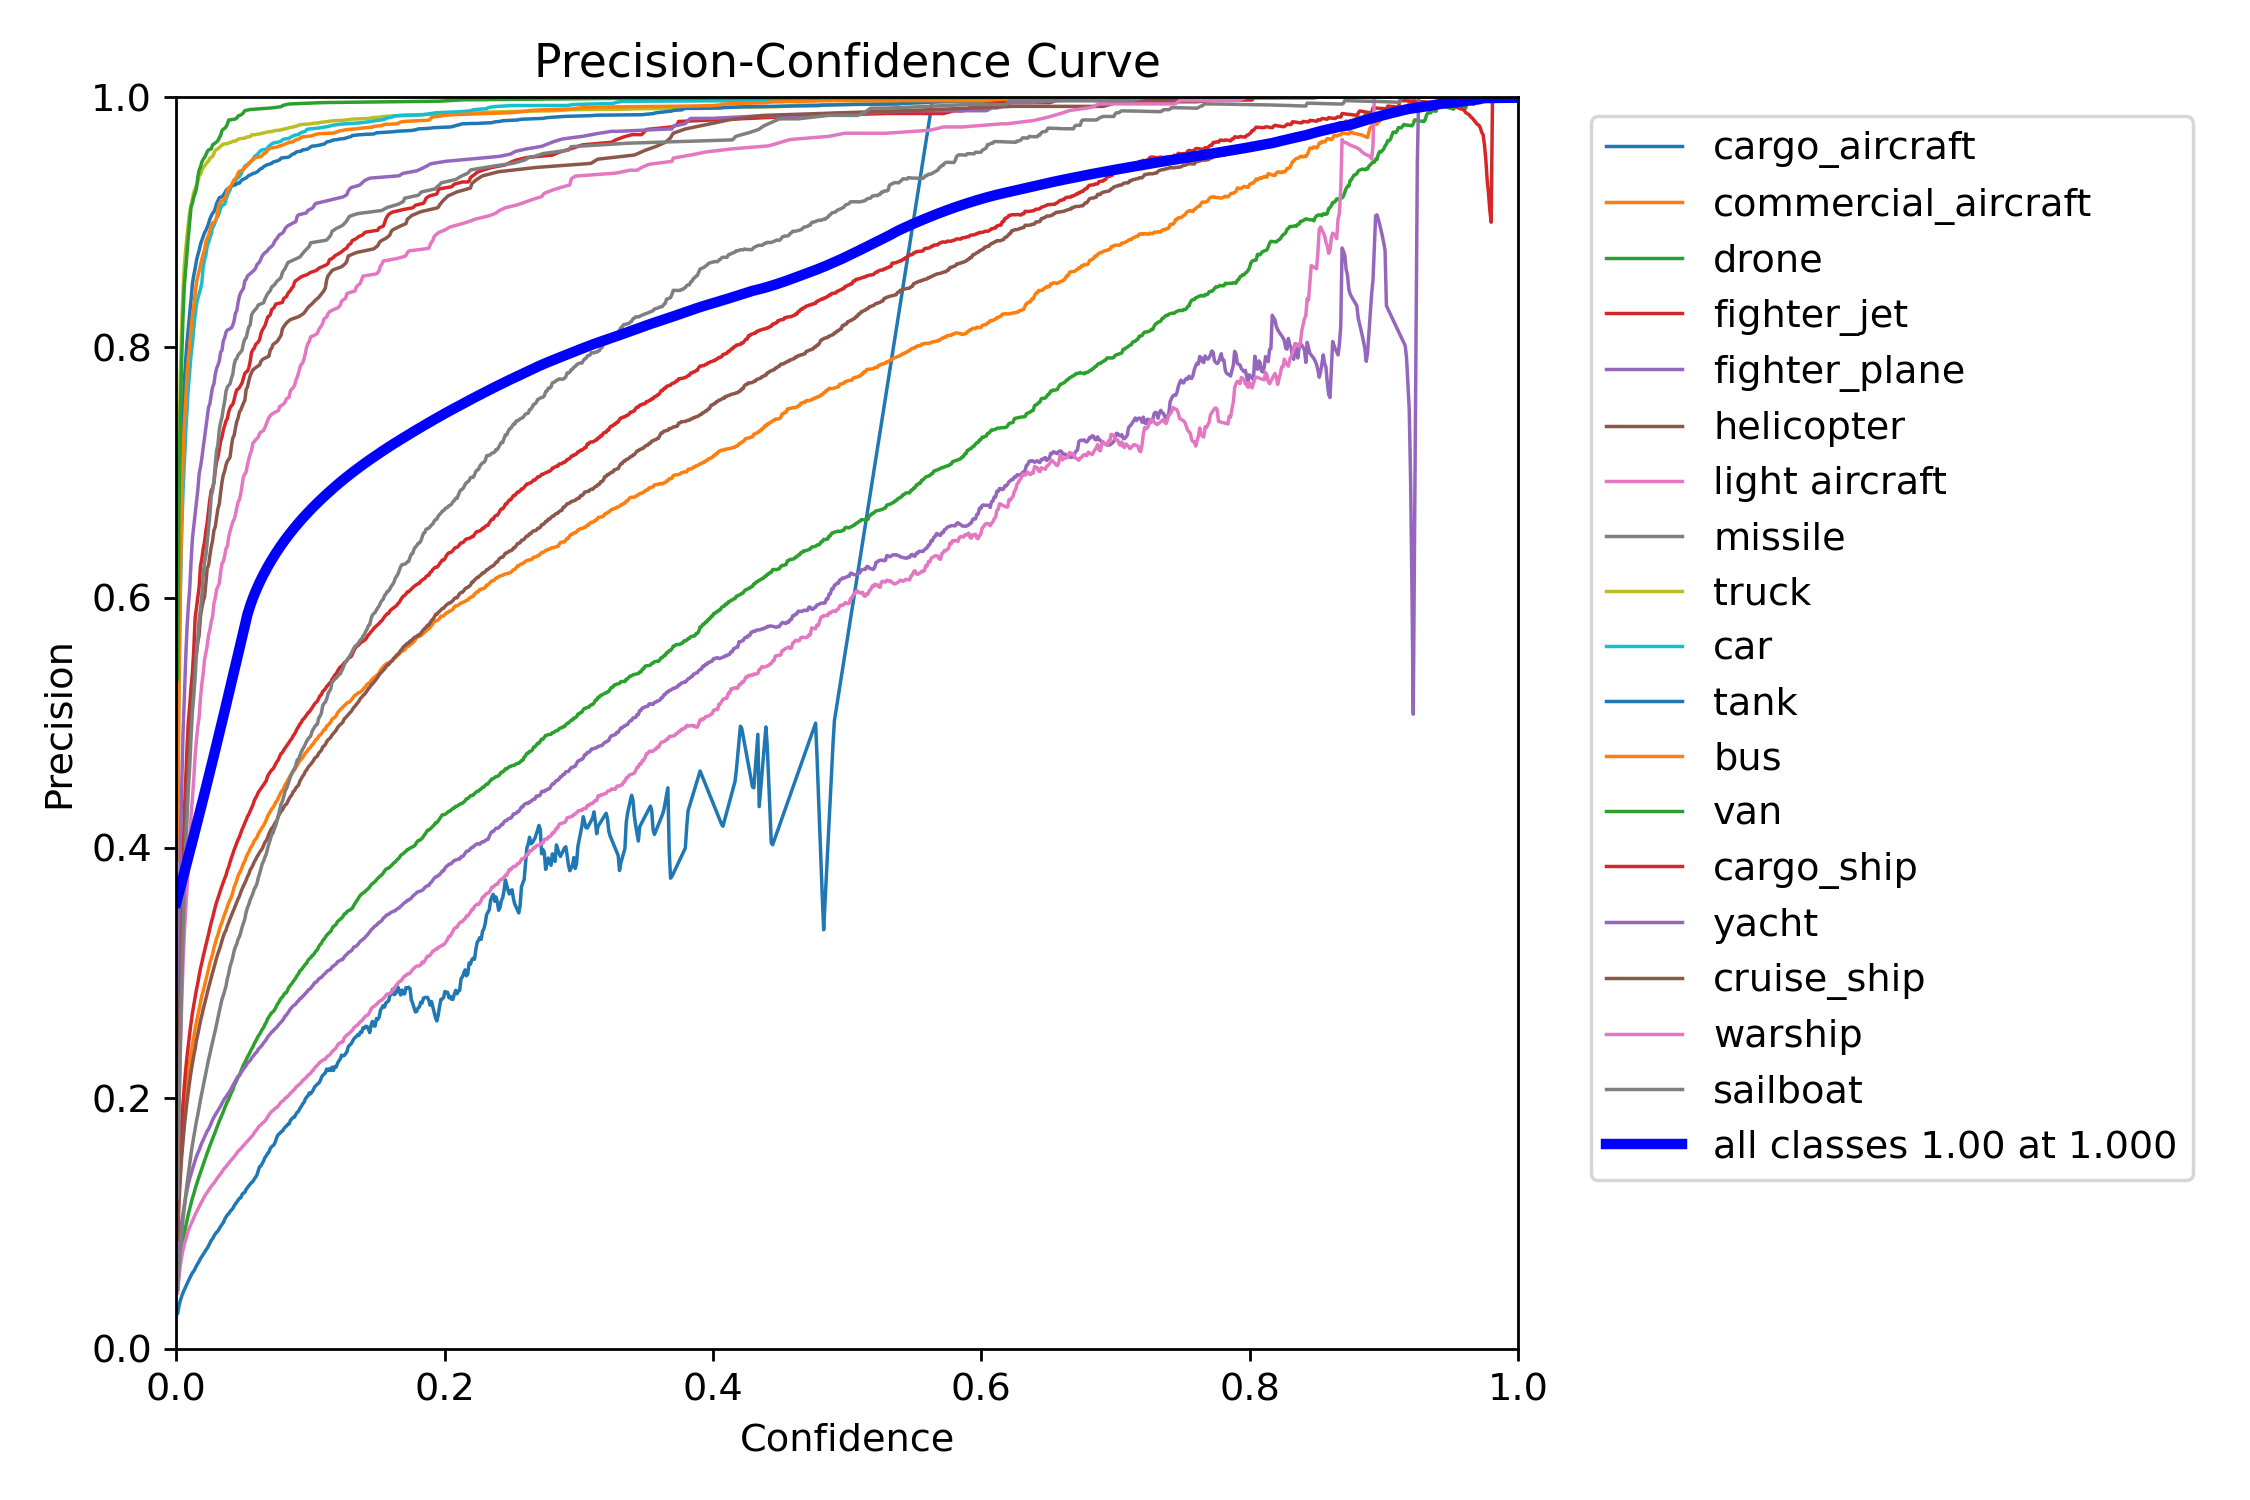 Precision-Confidence Curve
1.0
0.8
0.6
0.4
0.2
0.0
Precision
0.0 0.2 0.4 0.6 0.8 1.0
Confidence
cargo_aircraft
commercial_aircraft
drone
fighter_jet
fighter_plane
helicopter
light aircraft
missile
truck
car
tank
bus
van
cargo_ship
yacht
cruise_ship
warship
sailboat
all classes 1.00 at 1.000